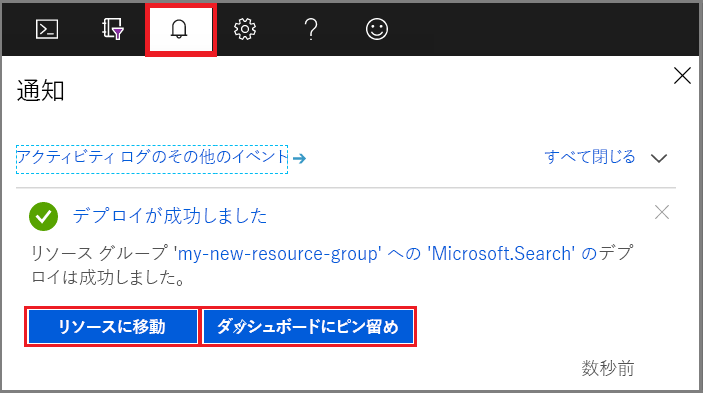 通知
アクティビティ ログのその他のイベント
すべて閉じる
デプロイが成功しました
リソース グループ 'my-new-resource-group' への 'Microsoft.Search' のデプ
ロイは成功しました。
リソースに移動
ダッシュボードにピン留め
数秒前